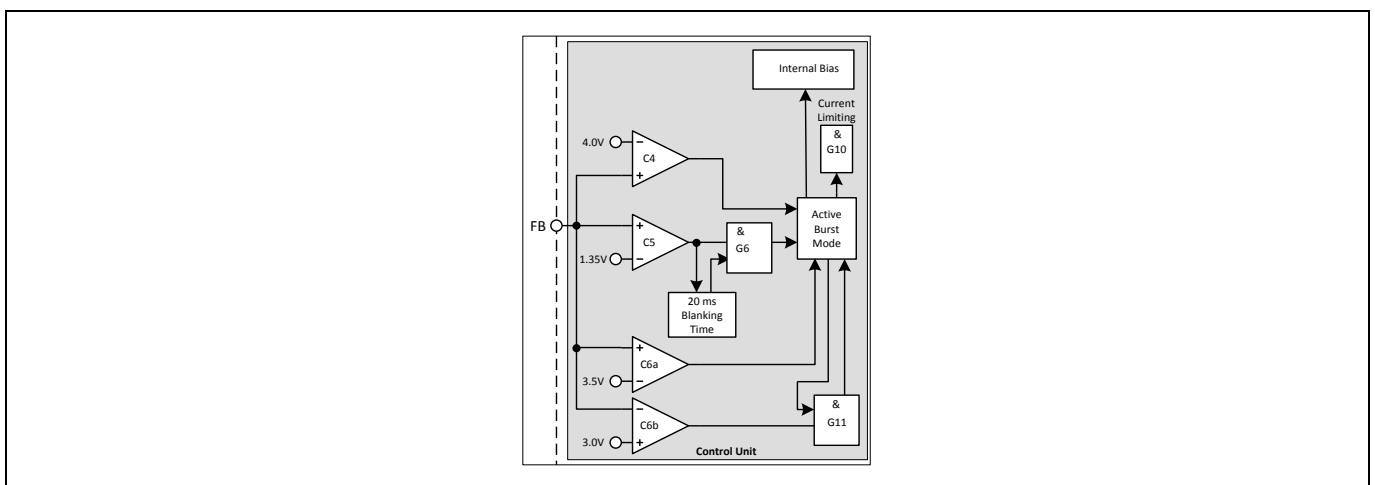 Internal Bias
Current
Limiting
&
G10
4.0V
−
C4
+
Active
Burst
Mode
FB
+
C5
−
1.35V
&
G6
20 ms
Blanking
Time
+
C6a
−
3.5V
−
C6b
+
3.0V
&
G11
Control Unit